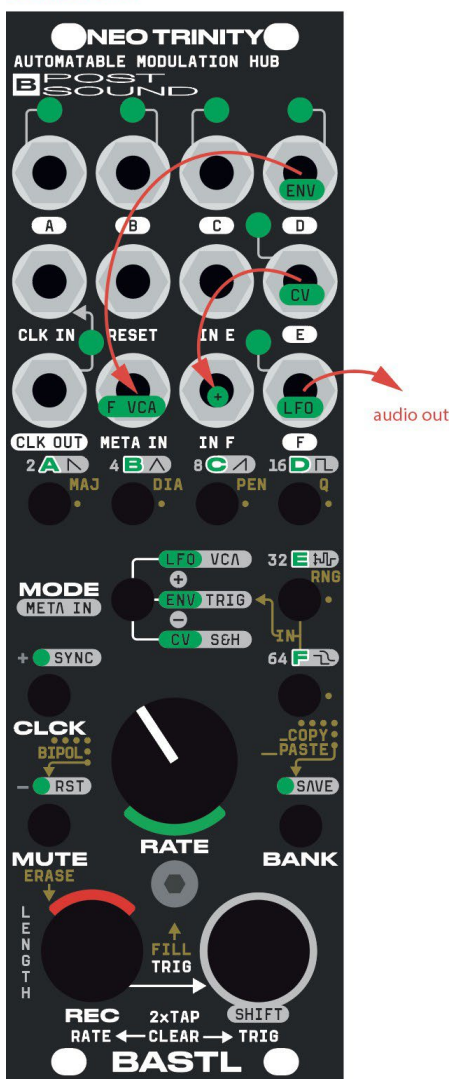 NEO TRINITY
AUTOMATABLE MODULATION HUB
B POST
SOUND
ENV
A B C D
CV
CLK IN RESET IN E E
F VCA + LFO
audio out
CLK OUT META IN IN F F
2 A 4 B 8 C 16 D
MAJ DIA PEN Q
LFO VCA 32 E
+ RNG
MODE ENV TRIG
META IN − IN
CV S&H 64 F
+ SYNC
CLCK _COPY
BIPOL __PASTE
− RST SAVE
RATE
MUTE BANK
ERASE
LENGTH
FILL
TRIG
REC 2xTAP SHIFT
RATE CLEAR TRIG
BASTL